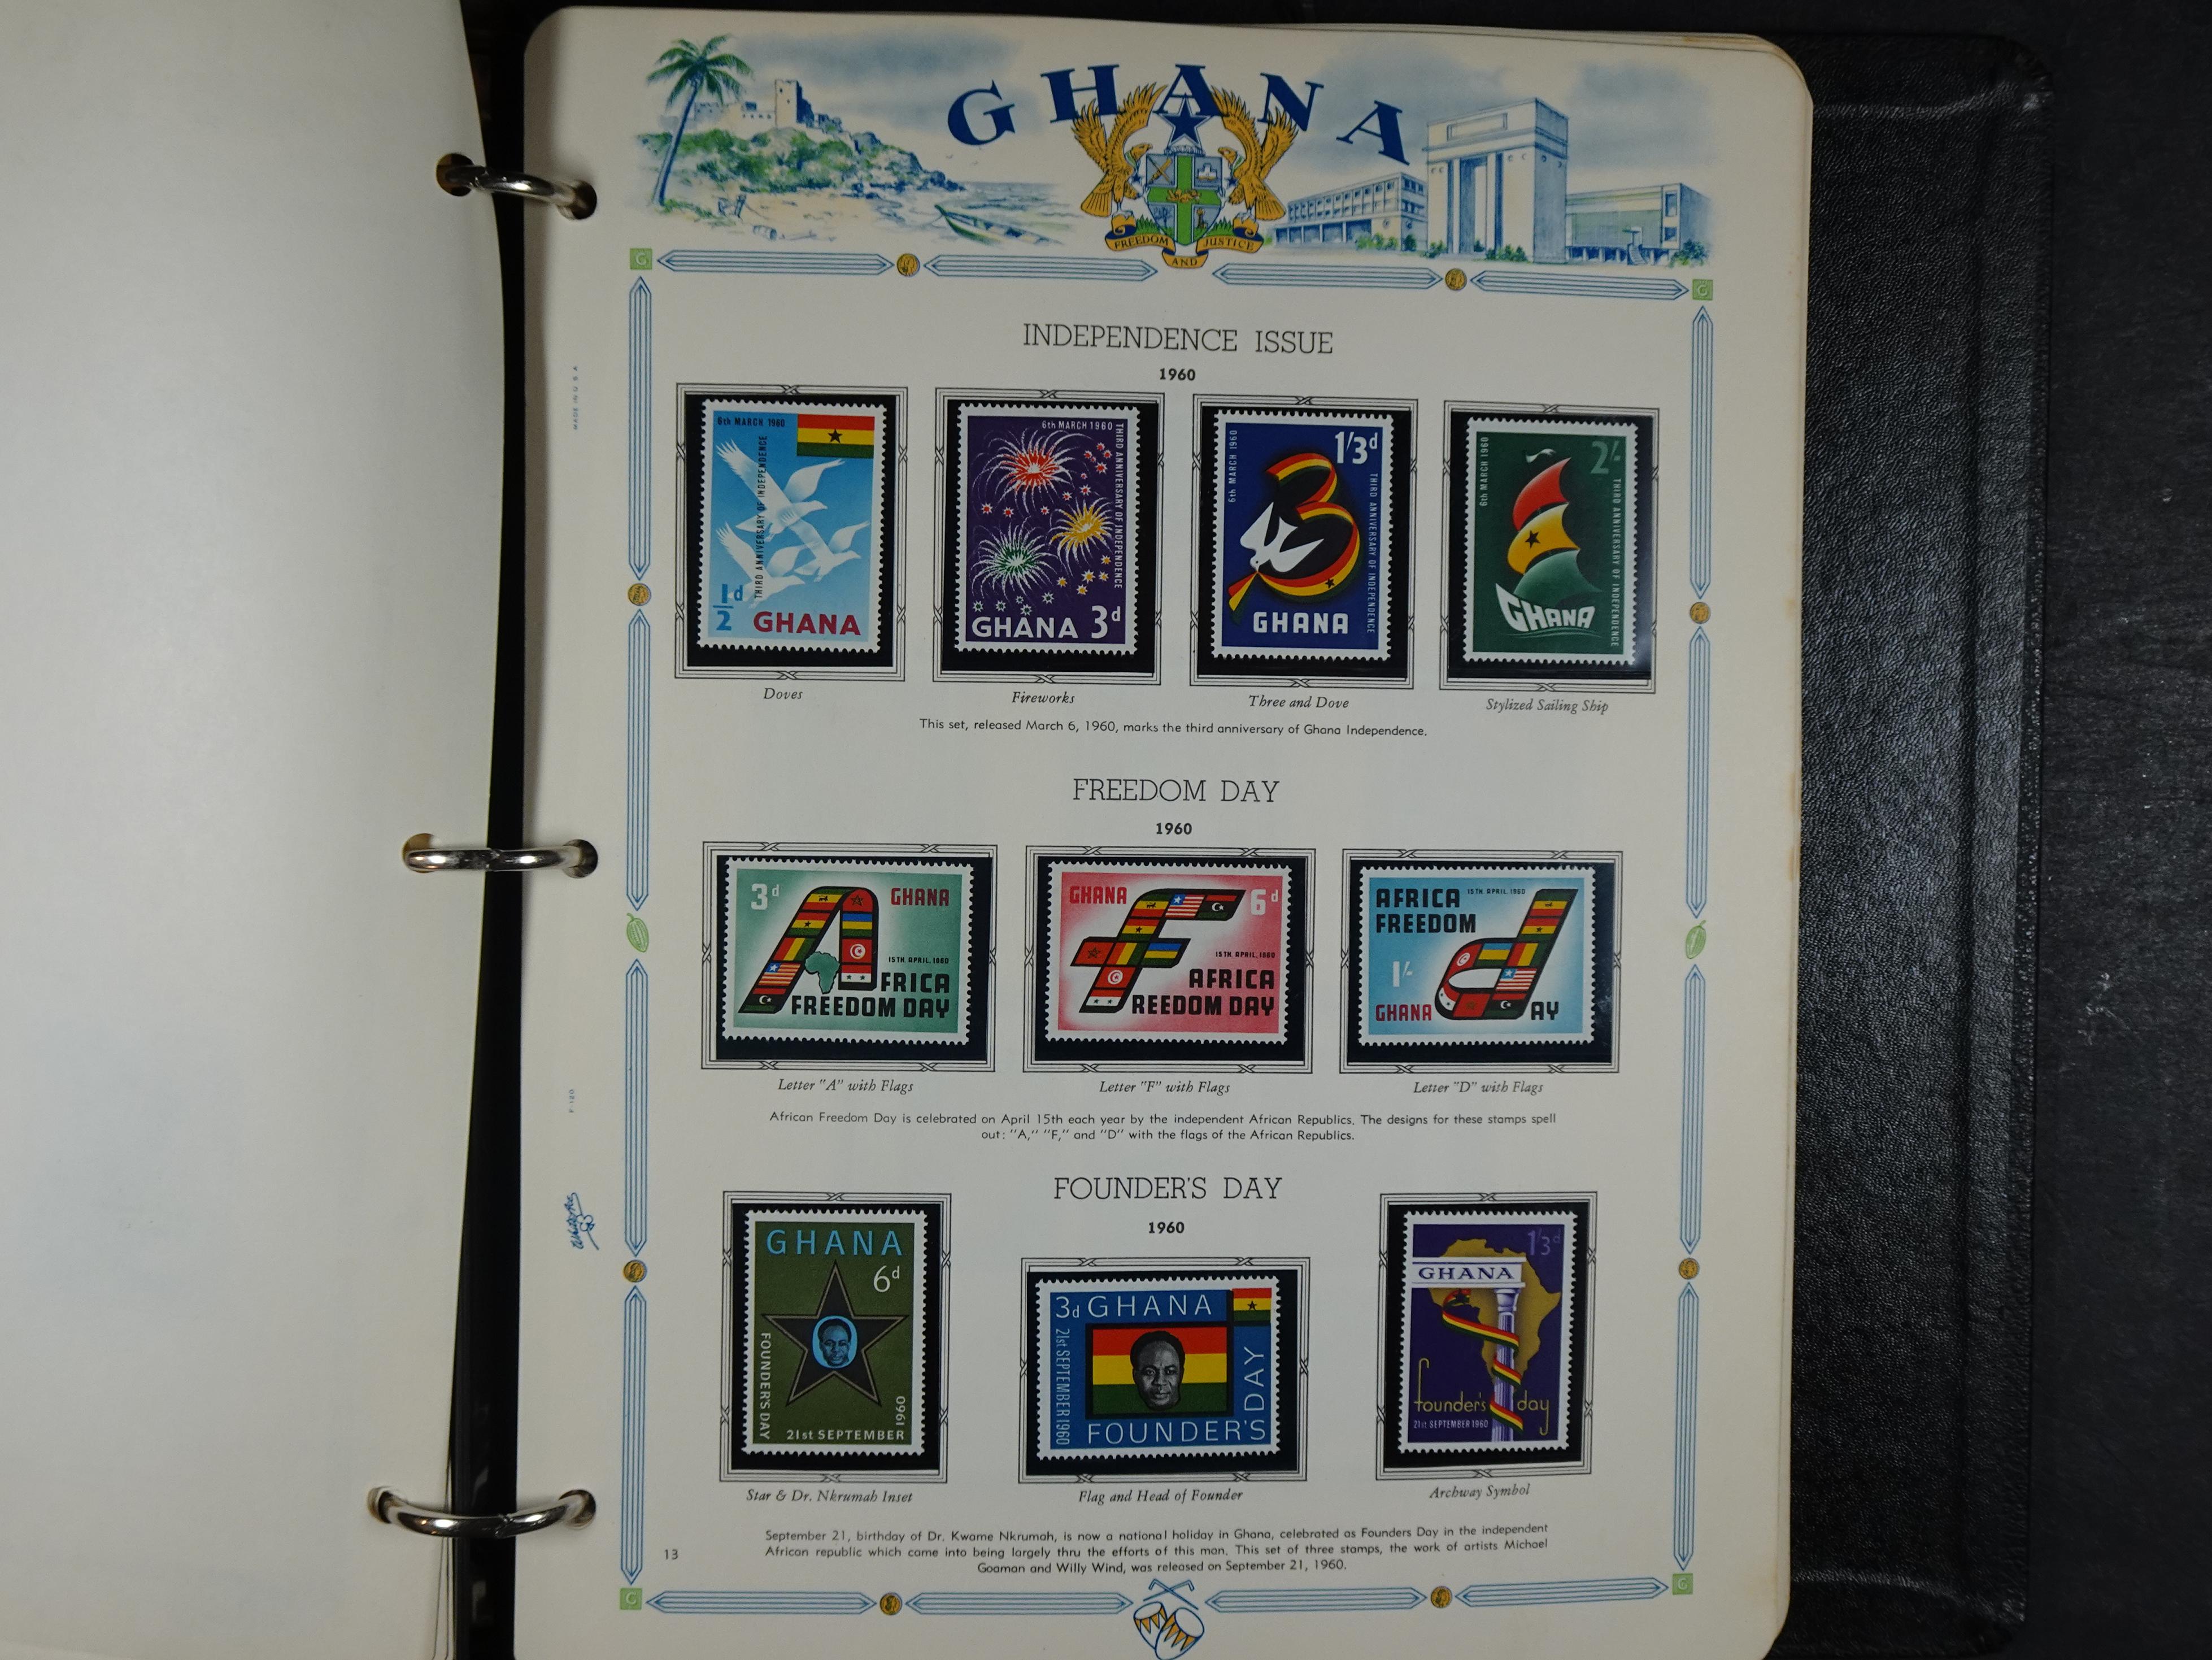 GHANA
FREEDOM AND JUSTICE
G
G
MADE IN U S A
INDEPENDENCE ISSUE
1960
6th MARCH 1960
THIRD ANNIVERSARY OF INDEPENDENCE
1/2 d
GHANA
6th MARCH 1960
THIRD ANNIVERSARY OF INDEPENDENCE
GHANA 3d
6th MARCH 1960
1/3d
THIRD ANNIVERSARY OF INDEPENDENCE
GHANA
6th MARCH 1960
2/-
THIRD ANNIVERSARY OF INDEPENDENCE
GHANA
Doves
Fireworks
Three and Dove
Stylized Sailing Ship
This set, released March 6, 1960, marks the third anniversary of Ghana Independence.
FREEDOM DAY
1960
3d
GHANA
15TH APRIL, 1960
AFRICA
FREEDOM DAY
GHANA
6d
15TH APRIL, 1960
AFRICA
FREEDOM DAY
AFRICA
15TH APRIL, 1960
FREEDOM
1/-
GHANA
dAY
Letter "A" with Flags
Letter "F" with Flags
Letter "D" with Flags
African Freedom Day is celebrated on April 15th each year by the independent African Republics. The designs for these stamps spell
out: "A," "F," and "D" with the flags of the African Republics.
F-180
FOUNDER'S DAY
1960
GHANA
6d
FOUNDER'S DAY
21st SEPTEMBER
1960
3d GHANA
21st SEPTEMBER 1960
FOUNDER'S
DAY
1/3d
GHANA
founder's day
21st SEPTEMBER 1960
Star & Dr. Nkrumah Inset
Flag and Head of Founder
Archway Symbol
September 21, birthday of Dr. Kwame Nkrumah, is now a national holiday in Ghana, celebrated as Founders Day in the independent
African republic which came into being largely thru the efforts of this man. This set of three stamps, the work of artists Michael
Goaman and Willy Wind, was released on September 21, 1960.
13
G
G